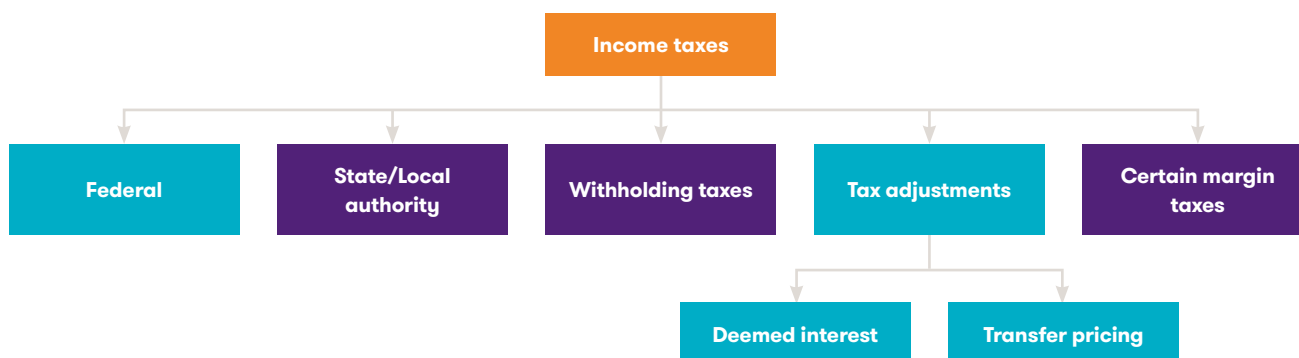 Income taxes
Federal
State/Local
authority
Withholding taxes
Tax adjustments
Certain margin
taxes
Deemed interest
Transfer pricing